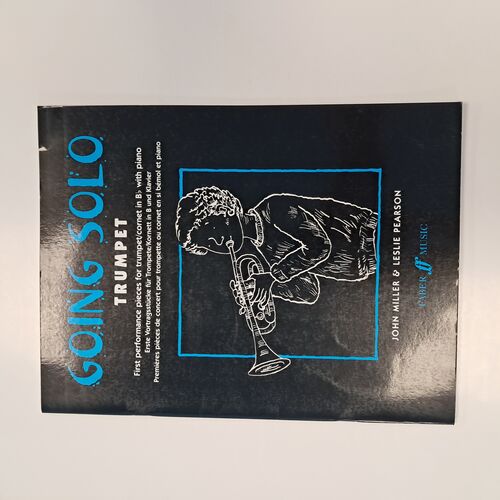 GOING SOLO
TRUMPET
First performance pieces for trumpet/cornet in B♭ with piano
Erste Vortragsstücke für Trompete/Kornett in B und Klavier
Premières pièces de concert pour trompette ou cornet en si bémol et piano
JOHN MILLER & LESLIE PEARSON
FABER ff MUSIC